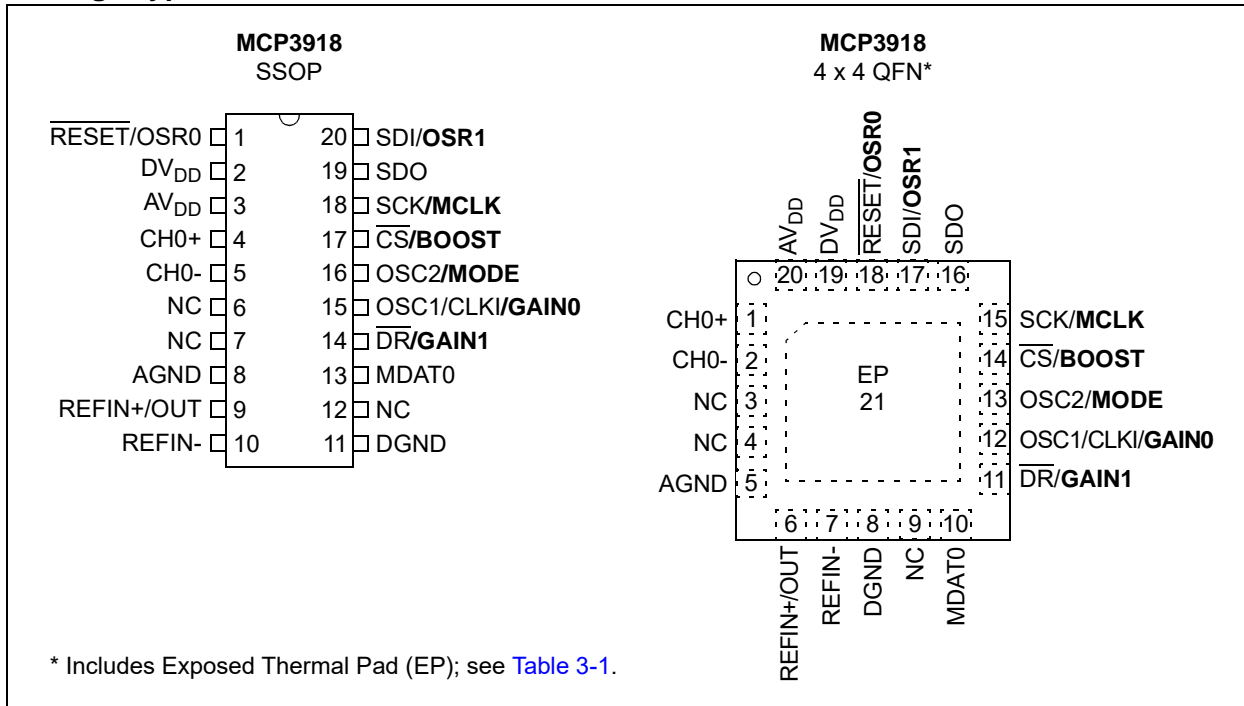 MCP3918
SSOP
RESET/OSR0 1
20 SDI/OSR1
DVDD 2
19 SDO
AVDD 3
18 SCK/MCLK
CH0+ 4
17 CS/BOOST
CH0- 5
16 OSC2/MODE
NC 6
15 OSC1/CLKI/GAIN0
NC 7
14 DR/GAIN1
AGND 8
13 MDAT0
REFIN+/OUT 9
12 NC
REFIN- 10
11 DGND
MCP3918
4 x 4 QFN*
AVDD
DVDD
RESET/OSR0
SDI/OSR1
SDO
20 19 18 17 16
CH0+ 1
15 SCK/MCLK
CH0- 2
14 CS/BOOST
EP
21
NC 3
13 OSC2/MODE
NC 4
12 OSC1/CLKI/GAIN0
AGND 5
11 DR/GAIN1
6 7 8 9 10
REFIN+/OUT
REFIN-
DGND
NC
MDAT0
* Includes Exposed Thermal Pad (EP); see Table 3-1.